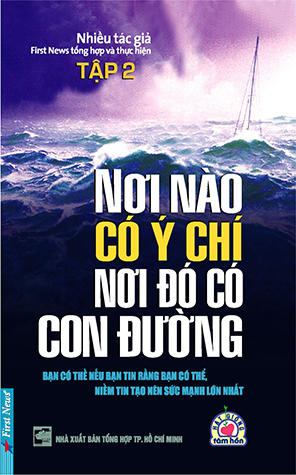 Nhiều tác giả
First News tổng hợp và thực hiện
TẬP 2
NƠI NÀO
CÓ Ý CHÍ
NƠI ĐÓ CÓ
CON ĐƯỜNG
BẠN CÓ THỂ NẾU BẠN TIN RẰNG BẠN CÓ THỂ,
NIỀM TIN TẠO NÊN SỨC MẠNH LỚN NHẤT
First News
NHÀ XUẤT BẢN TỔNG HỢP TP. HỒ CHÍ MINH
HẠT GIỐNG
tâm hồn